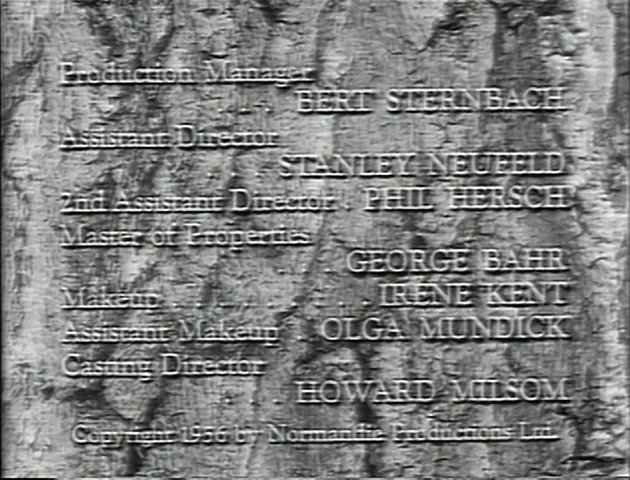 Production Manager
BERT STERNBACH
Assistant Director
. . . STANLEY NEUFELD
2nd Assistant Director . PHIL HERSCH
Master of Properties
. . GEORGE BAHR
Makeup . . . . . . . IRENE KENT
Assistant Makeup . OLGA MUNDICK
Casting Director
. . HOWARD MILSOM
Copyright 1956 by Normandie Productions Ltd.